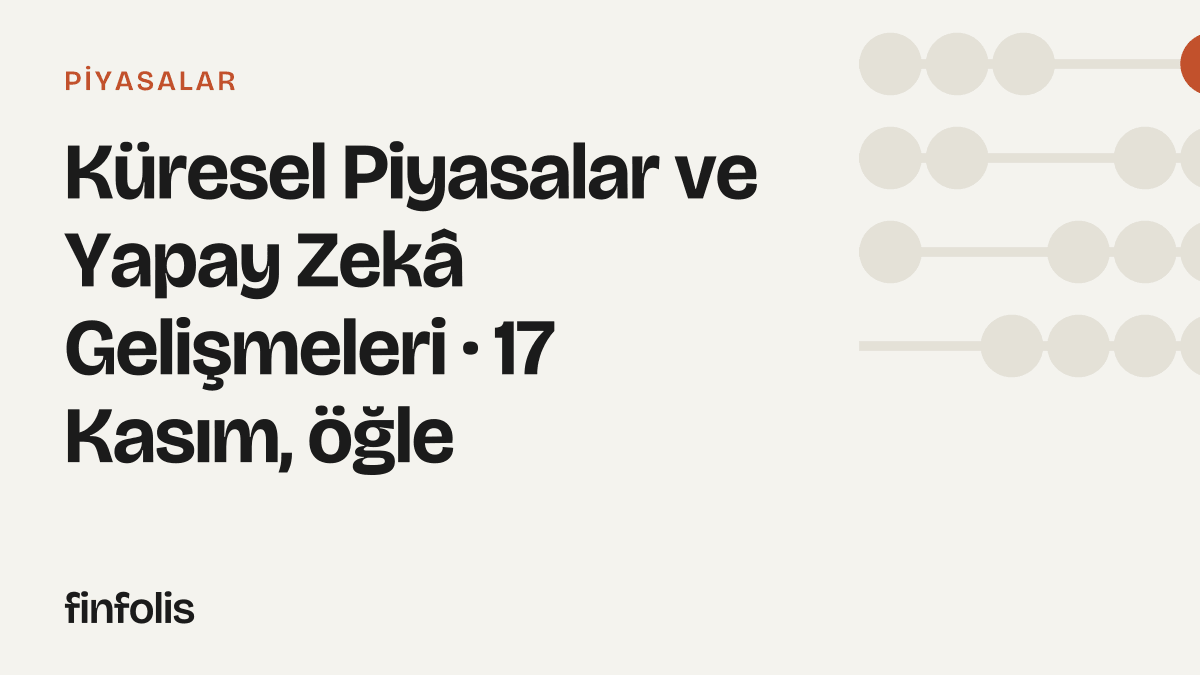 PİYASALAR
Küresel Piyasalar ve
Yapay Zekâ
Gelişmeleri · 17
Kasım, öğle
finfolis